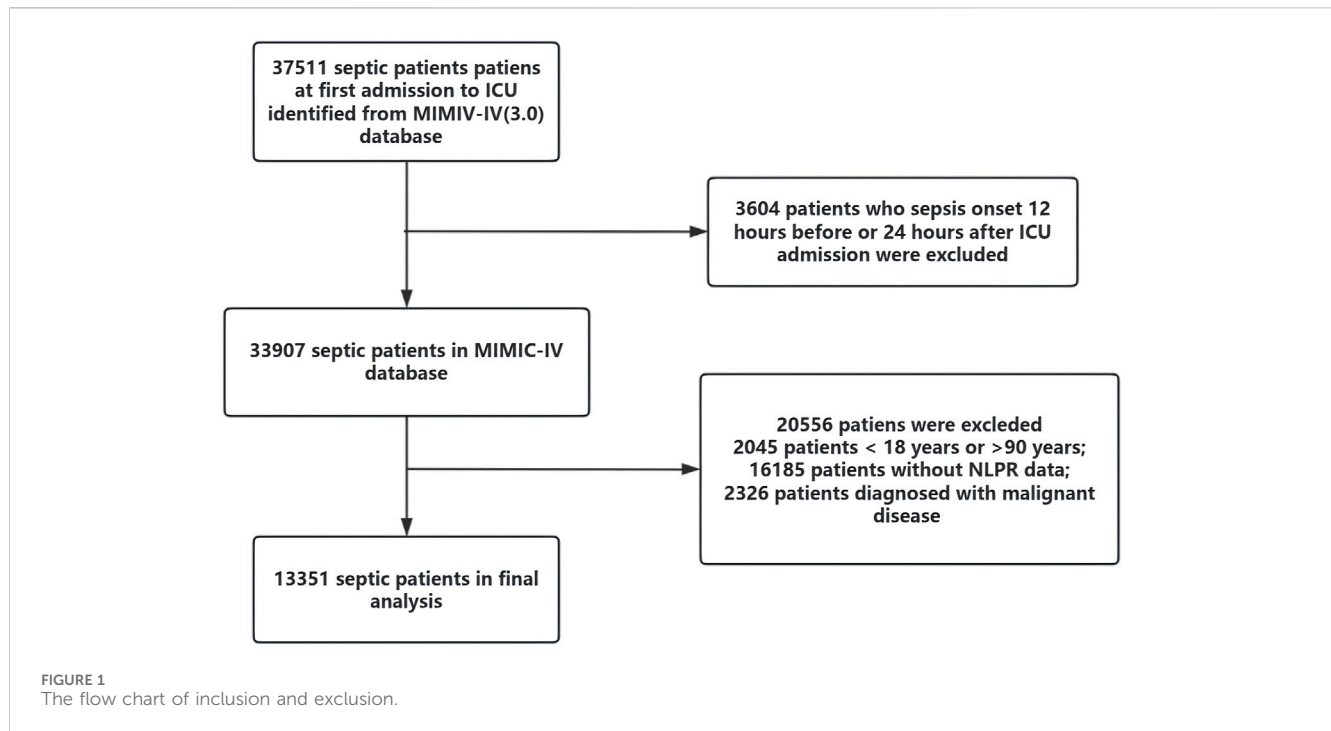 37511 septic patients patiens
at first admission to ICU
identified from MIMIV-IV(3.0)
database
3604 patients who sepsis onset 12
hours before or 24 hours after ICU
admission were excluded
33907 septic patients in MIMIC-IV
database
20556 patiens were excleded
2045 patients < 18 years or >90 years;
16185 patients without NLPR data;
2326 patients diagnosed with malignant
disease
13351 septic patients in final
analysis
FIGURE 1
The flow chart of inclusion and exclusion.